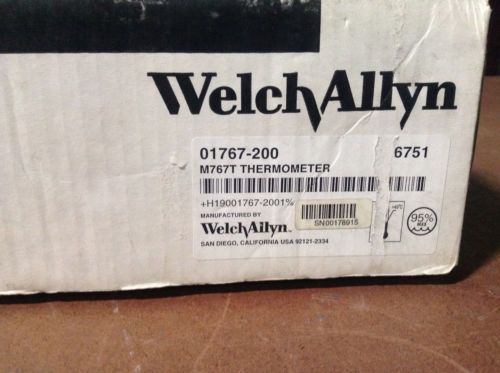 WelchAllyn
01767-200 6751
M767T THERMOMETER
+H19001767-2001%
MANUFACTURED BY
WelchAllyn
SAN DIEGO, CALIFORNIA USA 92121-2334
SN00178915
95%
MAX.